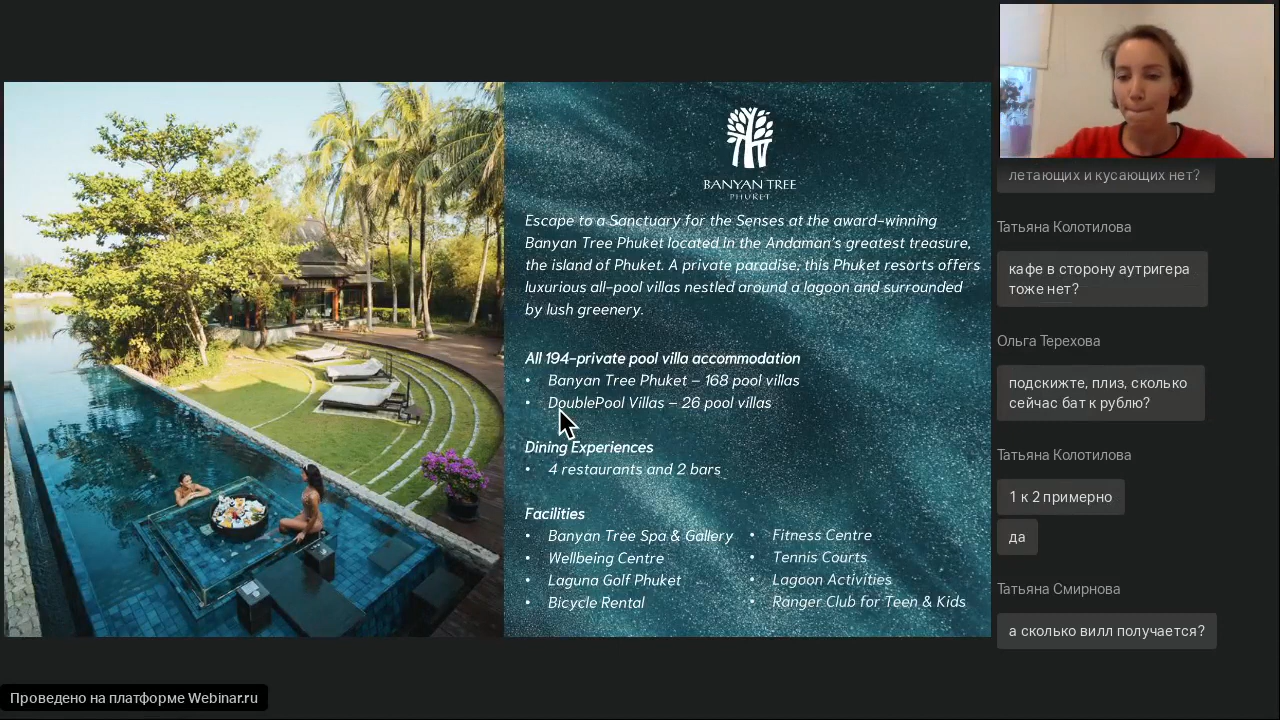 BANYAN TREE
PHUKET
Escape to a Sanctuary for the Senses at the award-winning
Banyan Tree Phuket located in the Andaman's greatest treasure,
the island of Phuket. A private paradise, this Phuket resorts offers
luxurious all-pool villas nestled around a lagoon and surrounded
by lush greenery.
All 194-private pool villa accommodation
• Banyan Tree Phuket – 168 pool villas
• DoublePool Villas – 26 pool villas
Dining Experiences
• 4 restaurants and 2 bars
Facilities
• Banyan Tree Spa & Gallery
• Wellbeing Centre
• Laguna Golf Phuket
• Bicycle Rental
• Fitness Centre
• Tennis Courts
• Lagoon Activities
• Ranger Club for Teen & Kids
летающих и кусающих нет?
Татьяна Колотилова
кафе в сторону аутригера
тоже нет?
Ольга Терехова
подскижте, плиз, сколько
сейчас бат к рублю?
Татьяна Колотилова
1 к 2 примерно
да
Татьяна Смирнова
а сколько вилл получается?
Проведено на платформе Webinar.ru